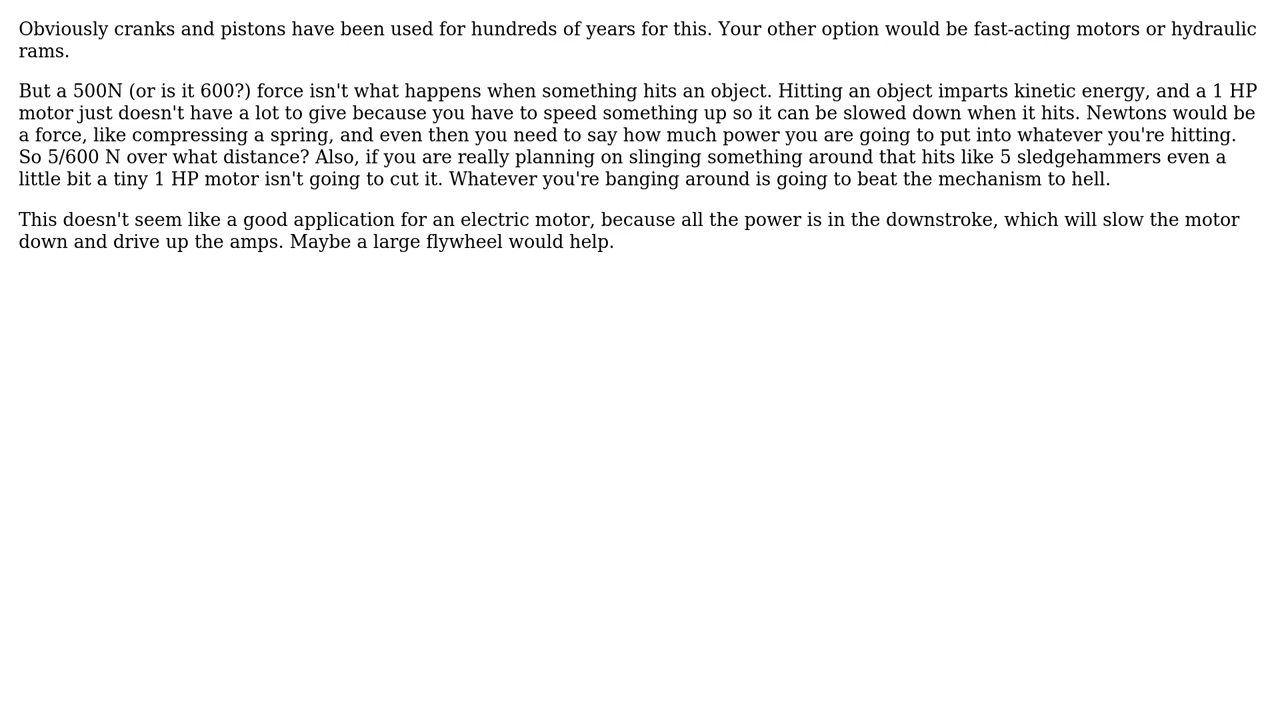 Obviously cranks and pistons have been used for hundreds of years for this. Your other option would be fast-acting motors or hydraulic
rams.
But a 500N (or is it 600?) force isn't what happens when something hits an object. Hitting an object imparts kinetic energy, and a 1 HP
motor just doesn't have a lot to give because you have to speed something up so it can be slowed down when it hits. Newtons would be
a force, like compressing a spring, and even then you need to say how much power you are going to put into whatever you're hitting.
So 5/600 N over what distance? Also, if you are really planning on slinging something around that hits like 5 sledgehammers even a
little bit a tiny 1 HP motor isn't going to cut it. Whatever you're banging around is going to beat the mechanism to hell.
This doesn't seem like a good application for an electric motor, because all the power is in the downstroke, which will slow the motor
down and drive up the amps. Maybe a large flywheel would help.